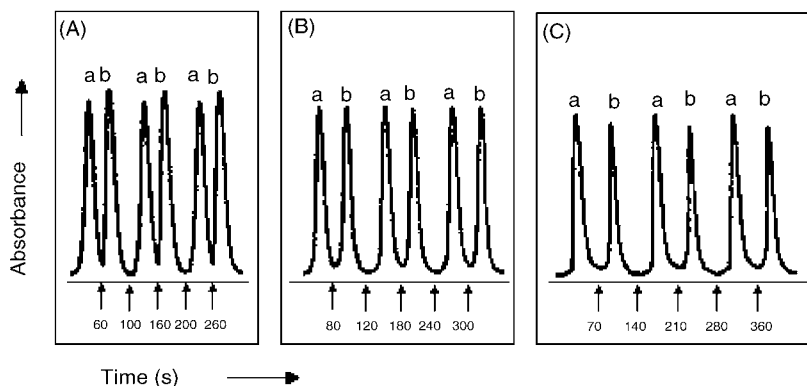 (A)
a b a b a b
60 100 160 200 260
(B)
a b a b a b
80 120 180 240 300
(C)
a b a b a b
70 140 210 280 360
Absorbance
Time (s)